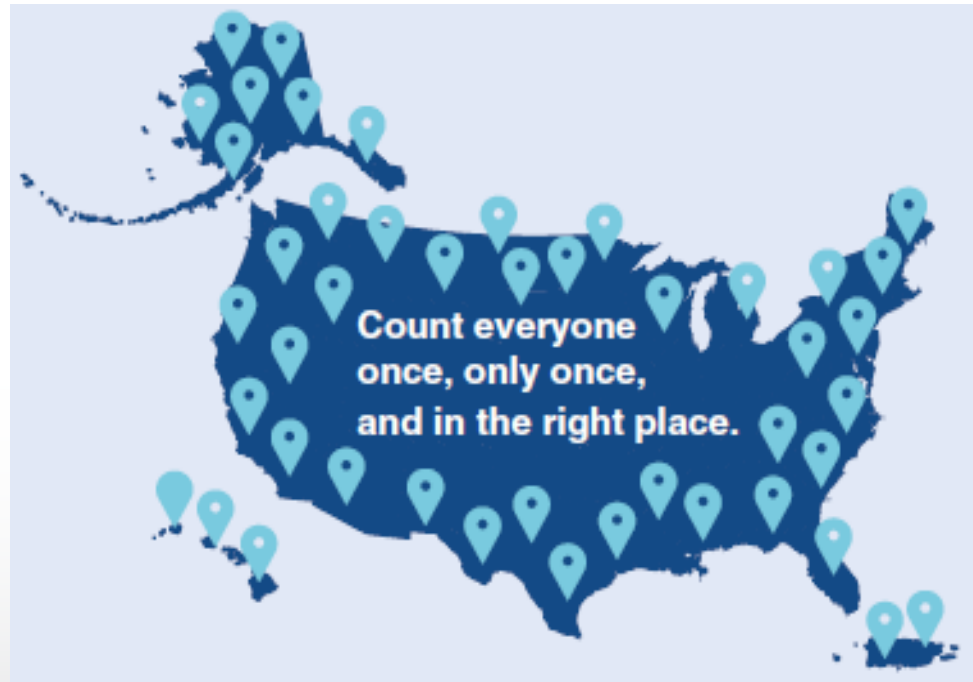 Count everyone
once, only once,
and in the right place.